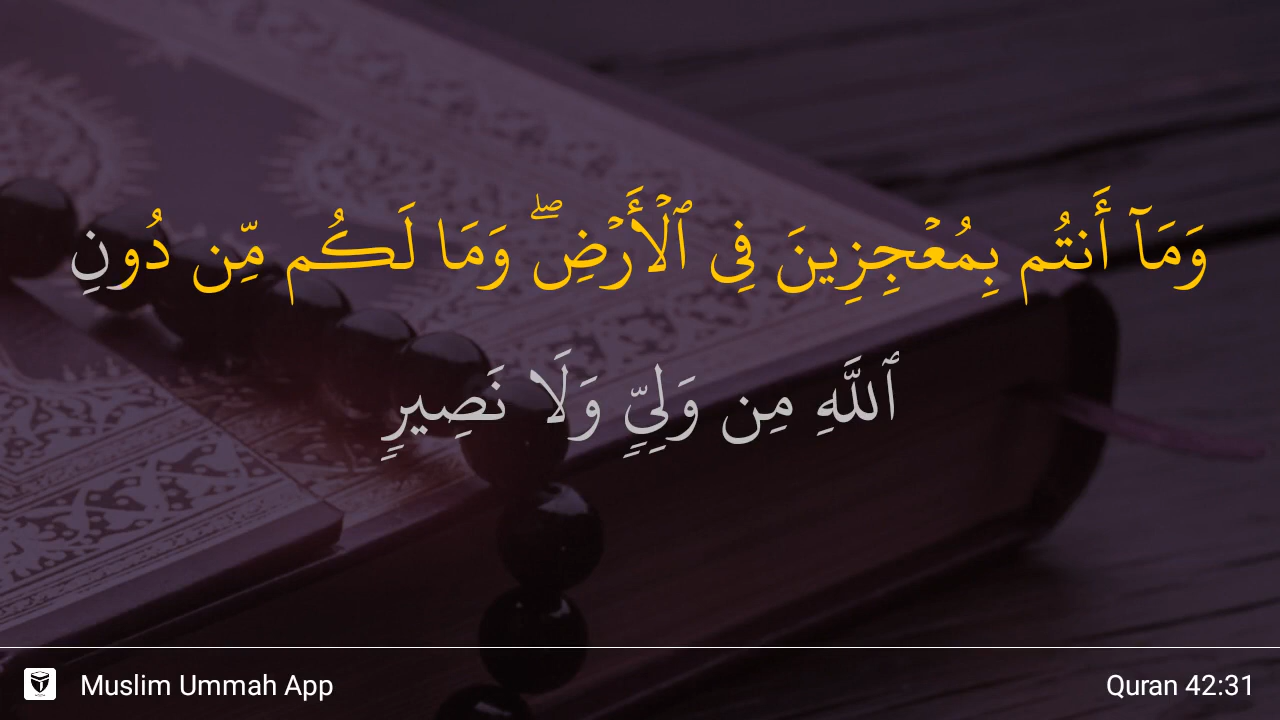 وَمَآ أَنتُم بِمُعۡجِزِينَ فِى ٱلۡأَرۡضِۖ وَمَا لَكُم مِّن دُونِ
ٱللَّهِ مِن وَلِىٍّ وَلَا نَصِيرٍ
Muslim Ummah App
Quran 42:31